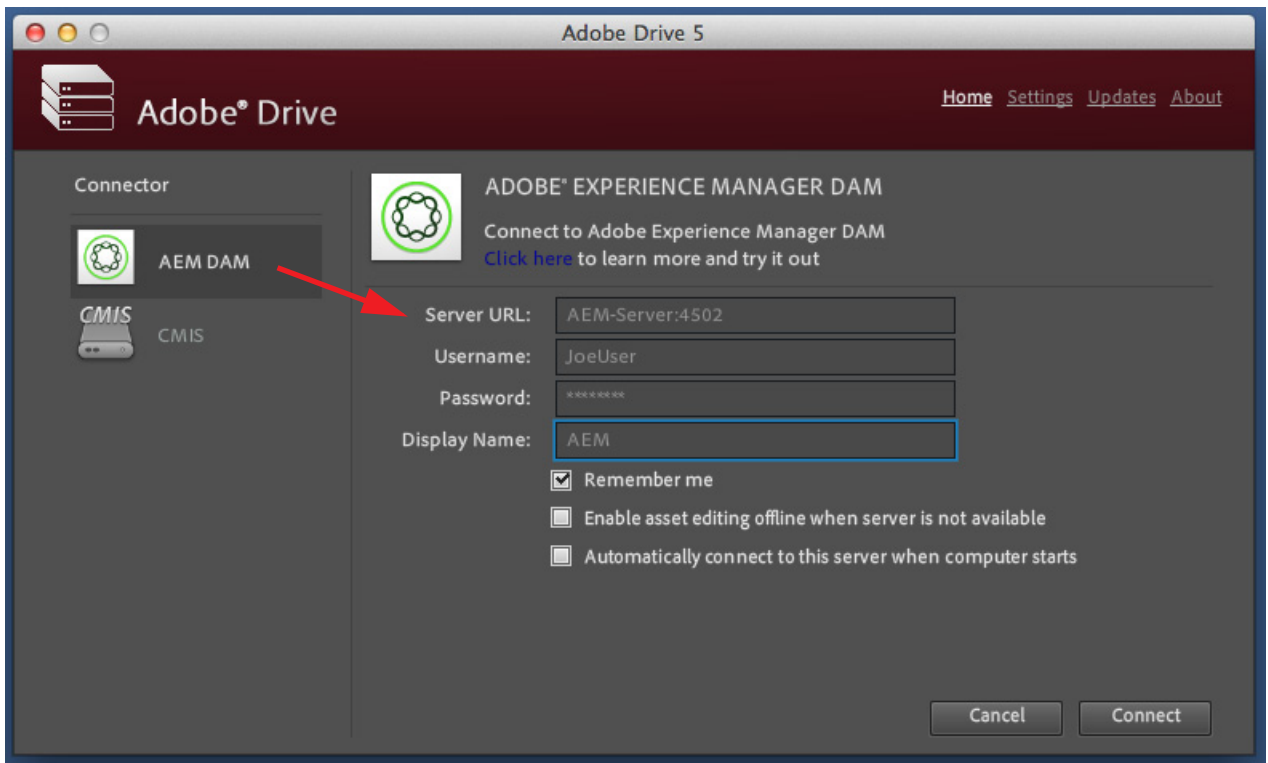 Adobe Drive 5
Adobe® Drive
Home Settings Updates About
Connector
AEM DAM
CMIS
CMIS
ADOBE® EXPERIENCE MANAGER DAM
Connect to Adobe Experience Manager DAM
Click here to learn more and try it out
Server URL: AEM-Server:4502
Username: JoeUser
Password: ********
Display Name: AEM
Remember me
Enable asset editing offline when server is not available
Automatically connect to this server when computer starts
Cancel Connect